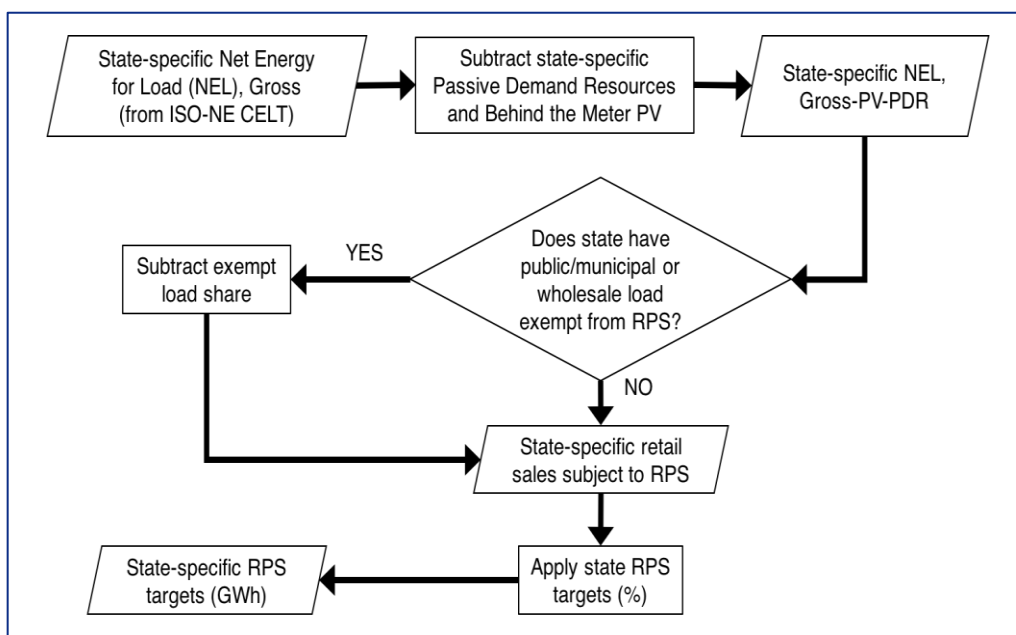 State-specific Net Energy
for Load (NEL), Gross
(from ISO-NE CELT)
Subtract state-specific
Passive Demand Resources
and Behind the Meter PV
State-specific NEL,
Gross-PV-PDR
Does state have
public/municipal or
wholesale load
exempt from RPS?
YES
Subtract exempt
load share
NO
State-specific retail
sales subject to RPS
Apply state RPS
targets (%)
State-specific RPS
targets (GWh)